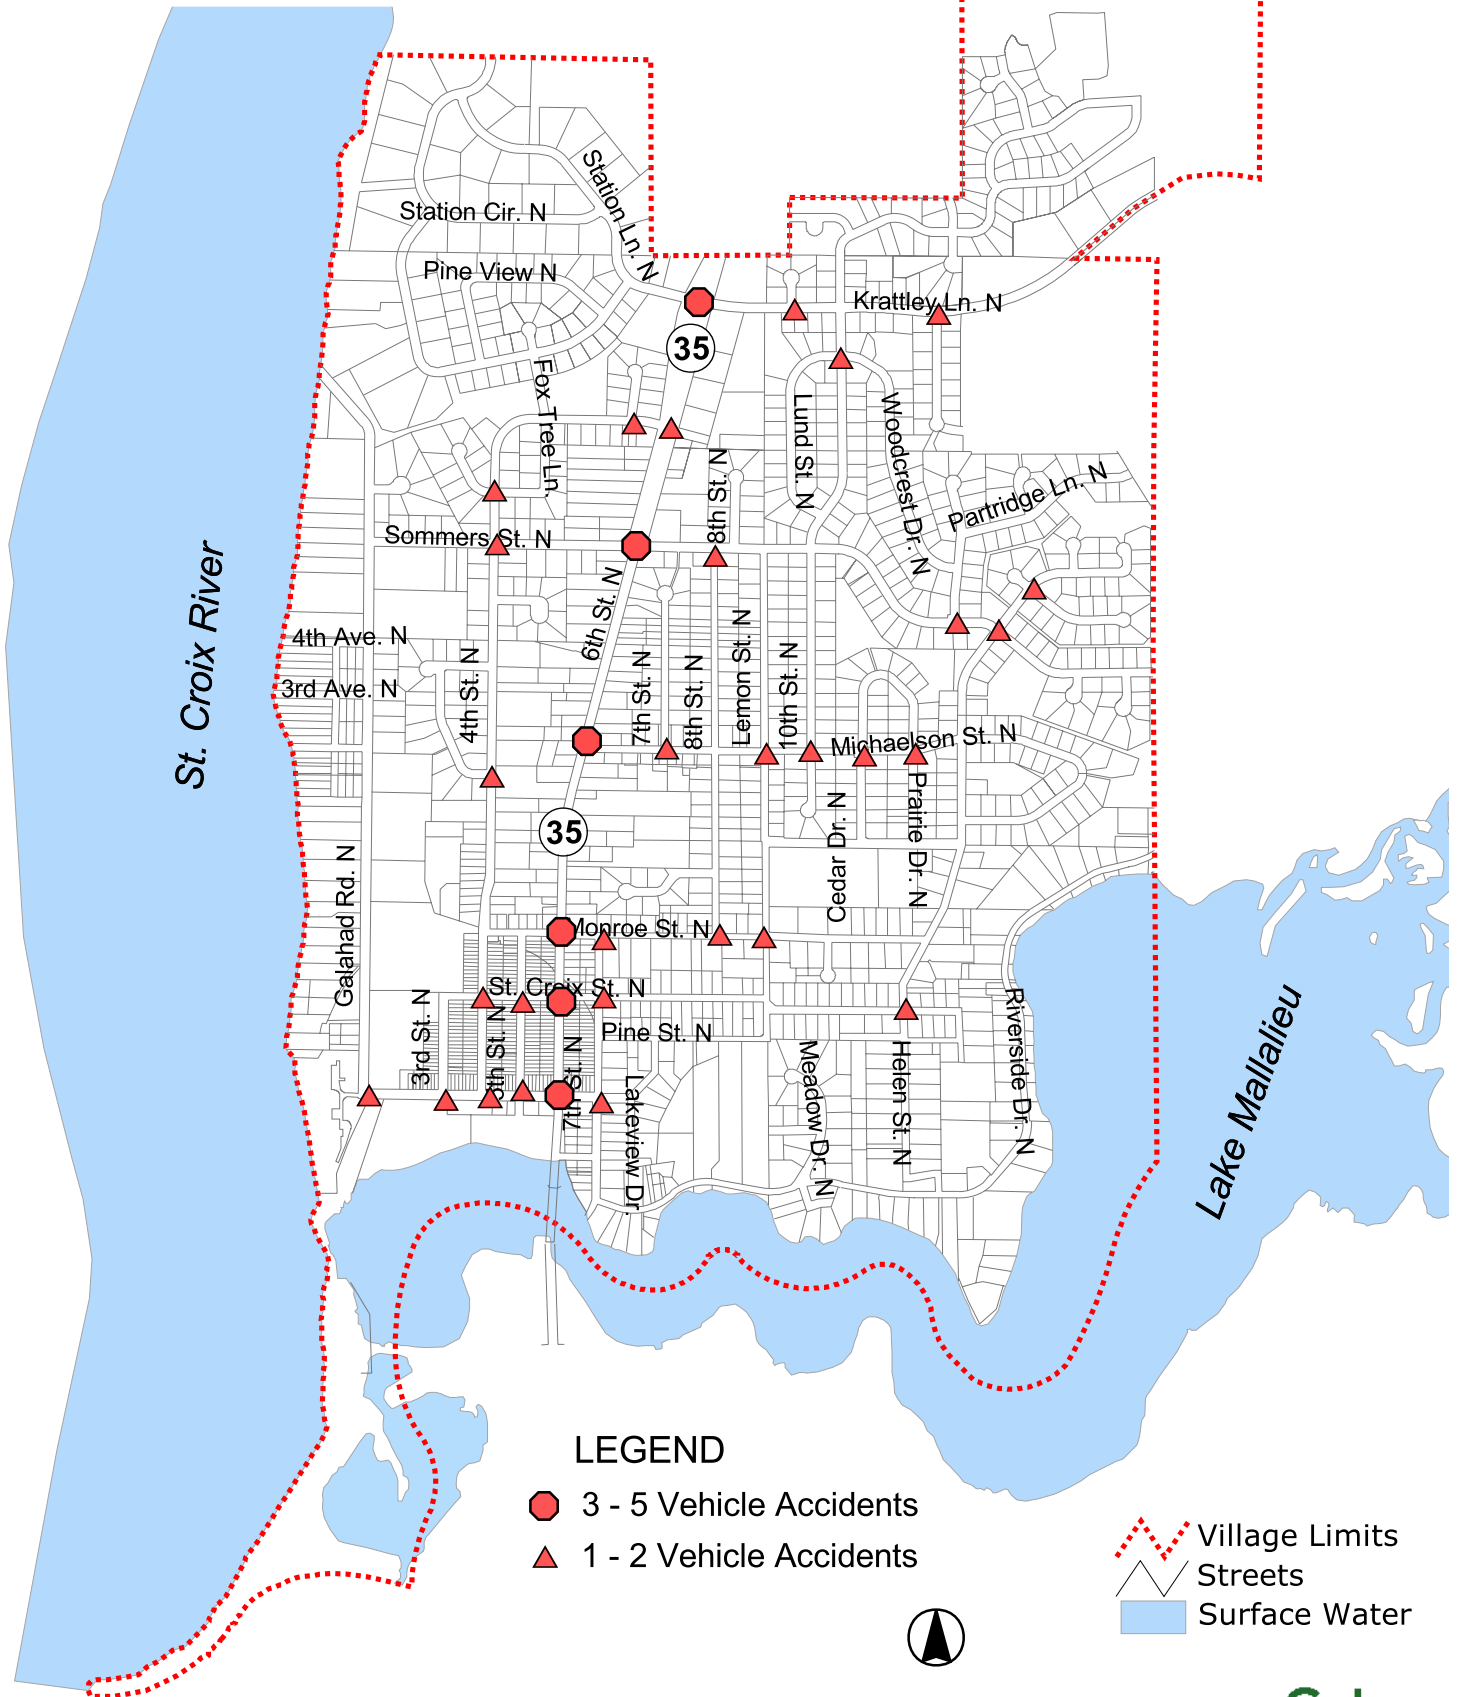 Station Ln. N
Station Cir. N
Pine View N
Krattley Ln. N
35
Fox Tree Ln.
Lund St. N
Woodcrest Dr. N
8th St. N
Partridge Ln. N
Sommers St. N
St. Croix River
6th St. N
4th Ave. N
3rd Ave. N
4th St. N
7th St. N
8th St. N
Lemon St. N
10th St. N
Michaelson St. N
35
Cedar Dr. N
Prairie Dr. N
Galahad Rd. N
Monroe St. N
St. Croix St. N
3rd St. N
5th St. N
7th St. N
Pine St. N
Lakeview Dr.
Meadow Dr. N
Helen St. N
Riverside Dr. N
Lake Mallalieu
LEGEND
3 - 5 Vehicle Accidents
1 - 2 Vehicle Accidents
Village Limits
Streets
Surface Water